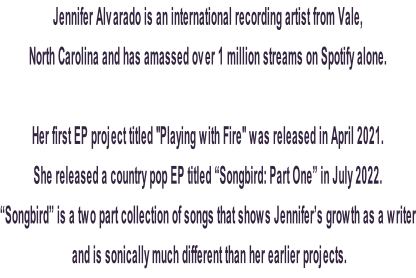 Jennifer Alvarado is an international recording artist from Vale,
North Carolina and has amassed over 1 million streams on Spotify alone.
Her first EP project titled "Playing with Fire" was released in April 2021.
She released a country pop EP titled “Songbird: Part One” in July 2022.
“Songbird” is a two part collection of songs that shows Jennifer's growth as a writer
and is sonically much different than her earlier projects.